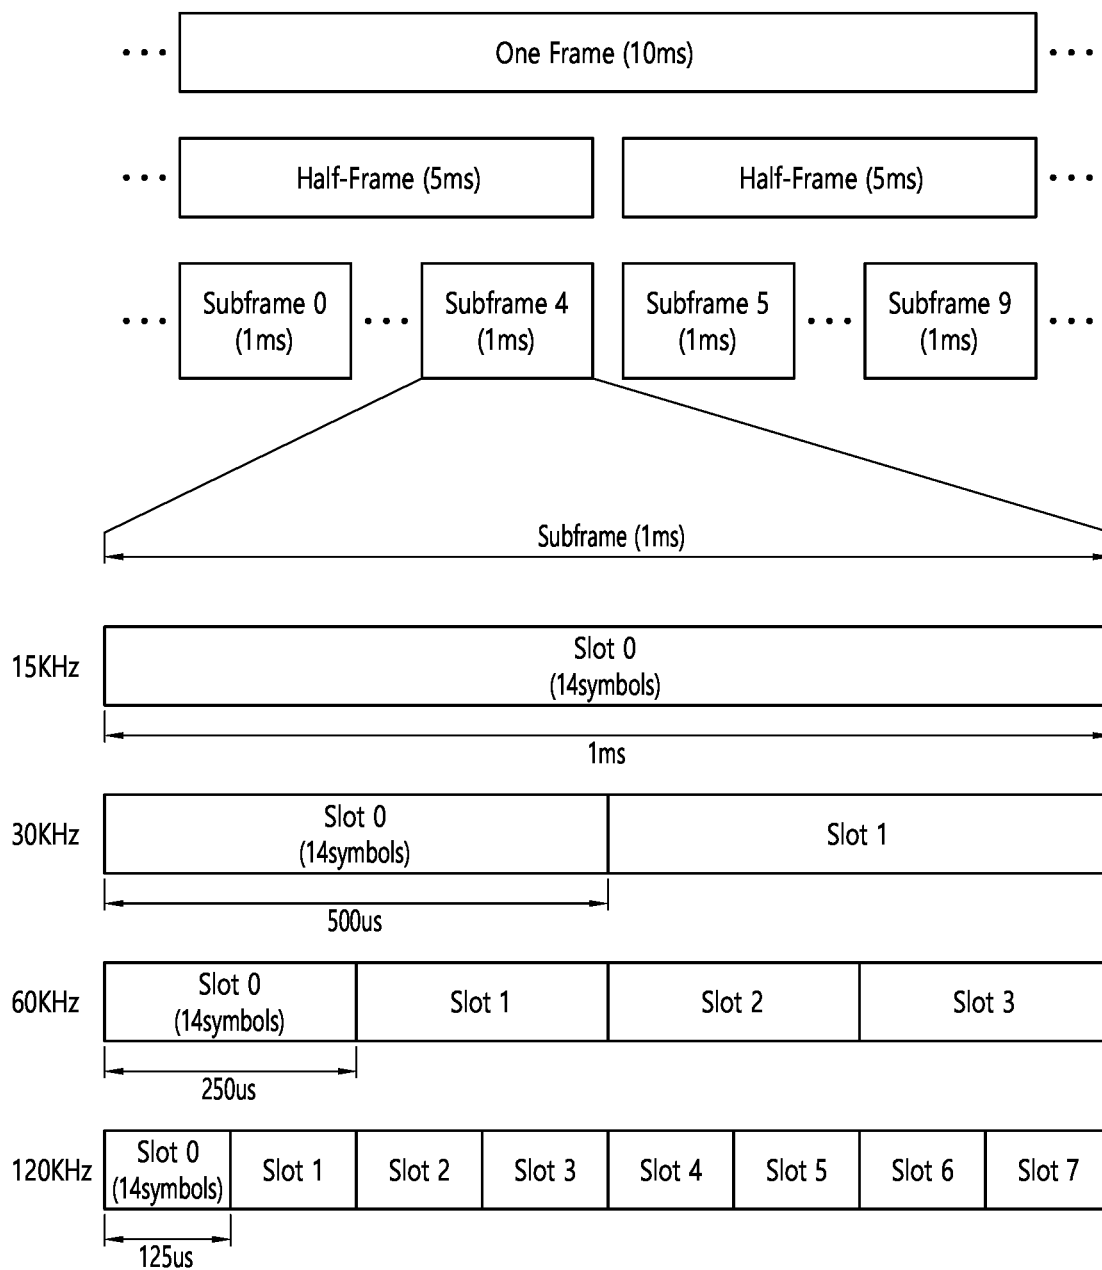 ... One Frame (10ms) ...
... Half-Frame (5ms) Half-Frame (5ms) ...
... Subframe 0 ... Subframe 4 Subframe 5 ... Subframe 9 ...
(1ms) (1ms) (1ms) (1ms)
Subframe (1ms)
15KHz Slot 0
(14symbols)
1ms
30KHz Slot 0 Slot 1
(14symbols)
500us
60KHz Slot 0 Slot 1 Slot 2 Slot 3
(14symbols)
250us
120KHz Slot 0 Slot 1 Slot 2 Slot 3 Slot 4 Slot 5 Slot 6 Slot 7
(14symbols)
125us